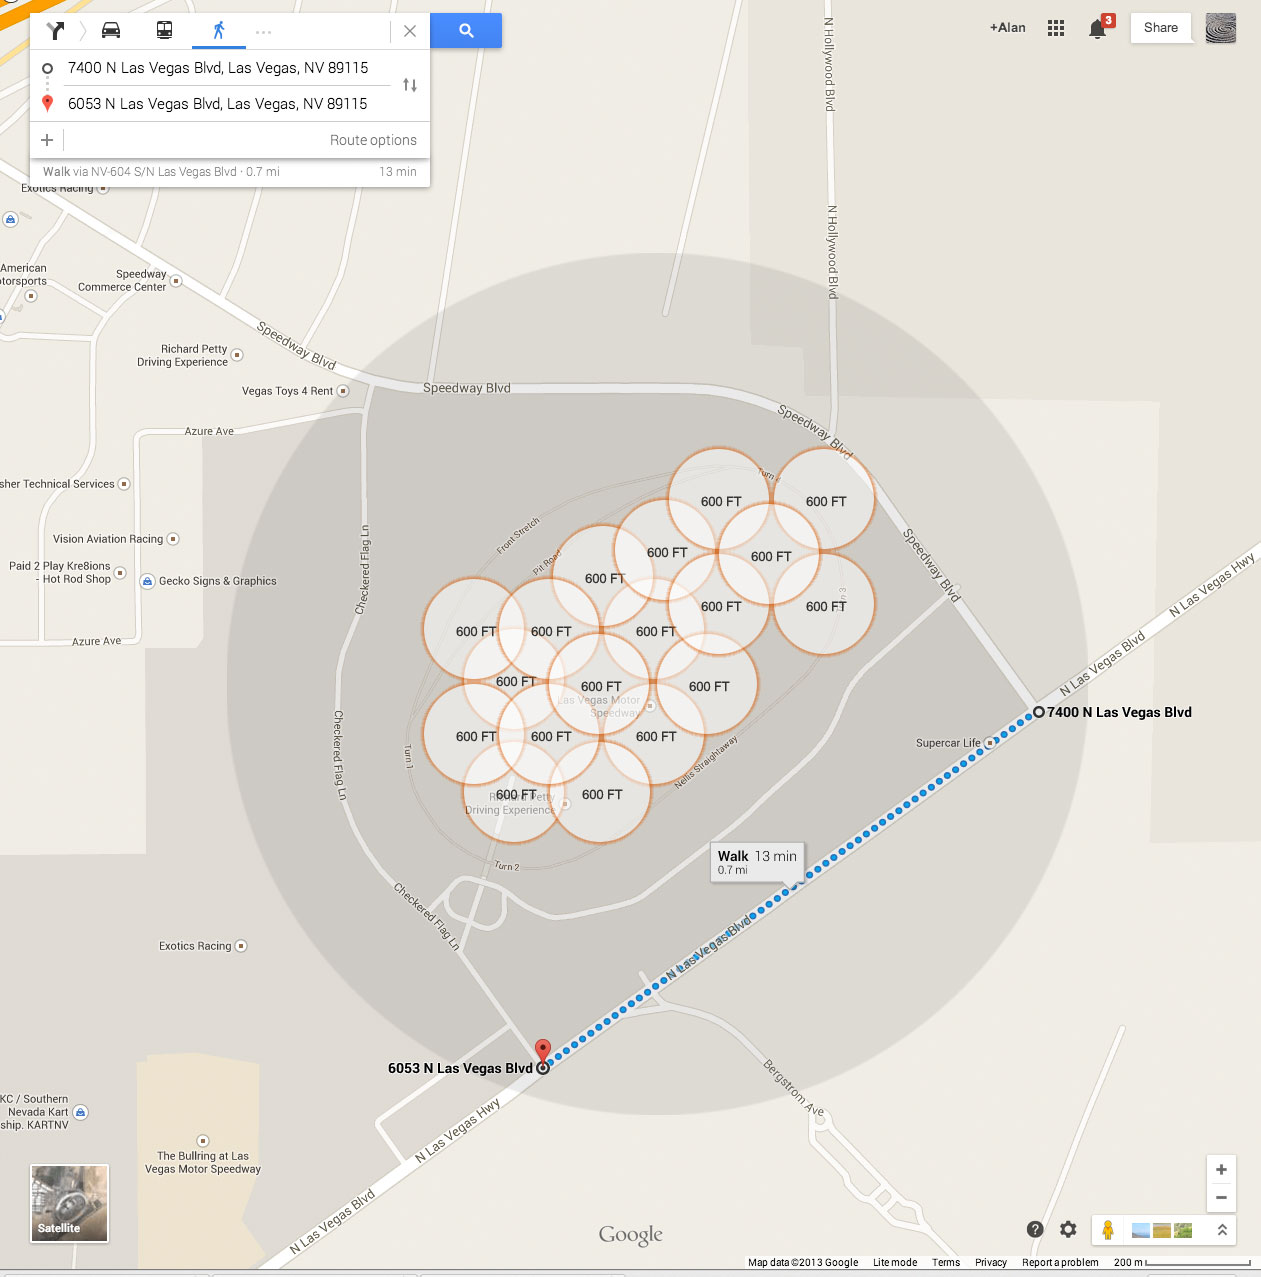 7400 N Las Vegas Blvd, Las Vegas, NV 89115
6053 N Las Vegas Blvd, Las Vegas, NV 89115
Route options
Walk via NV-604 S/N Las Vegas Blvd · 0.7 mi
13 min
+Alan
3
Share
N Hollywood Blvd
N Hollywood Blvd
Exotics Racing
American
Speedway
Commerce Center
Speedway Blvd
Richard Petty
Driving Experience
Vegas Toys 4 Rent
Speedway Blvd
Speedway Blvd
Azure Ave
Technical Services
Vision Aviation Racing
Paid 2 Play Kre8ions
- Hot Rod Shop
Gecko Signs & Graphics
Azure Ave
Checkered Flag Ln
Front Stretch
Pit Road
Speedway Blvd
N Las Vegas Hwy
N Las Vegas Blvd
600 FT
600 FT
600 FT
600 FT
600 FT
600 FT
600 FT
600 FT
600 FT
600 FT
600 FT
600 FT
600 FT
Las Vegas Motor
Speedway
600 FT
600 FT
600 FT
600 FT
600 FT
Richard Petty
Driving Experience
Checkered Flag Ln
Turn 1
Nellis Straightaway
Turn 2
7400 N Las Vegas Blvd
Supercar Life
Walk 13 min
0.7 mi
N Las Vegas Blvd
Checkered Flag Ln
Exotics Racing
6053 N Las Vegas Blvd
Bergstrom Ave
N Las Vegas Hwy
KC / Southern
Nevada Kart
KARTNV
The Bullring at Las
Vegas Motor Speedway
N Las Vegas Blvd
Satellite
Google
Map data ©2013 Google
Lite mode
Terms
Privacy
Report a problem
200 m